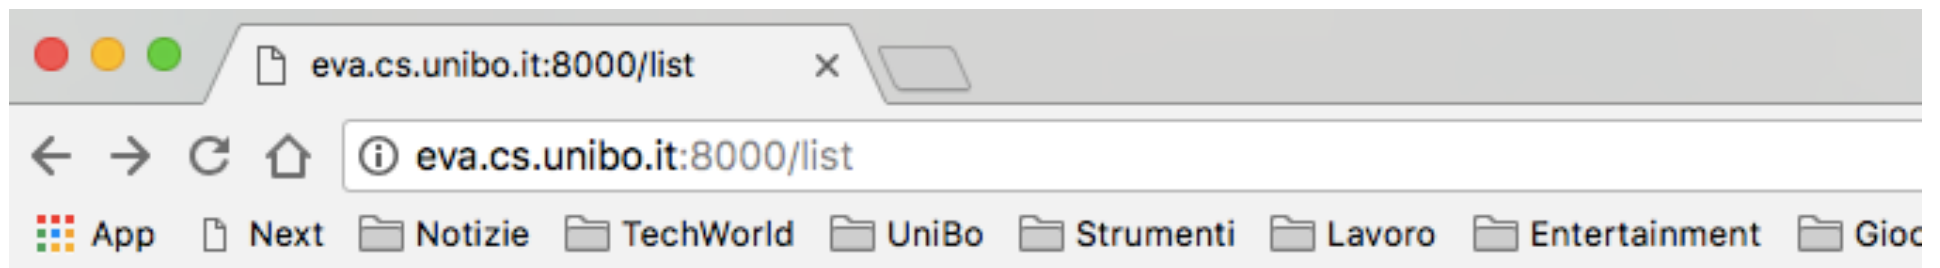 eva.cs.unibo.it:8000/list
eva.cs.unibo.it:8000/list
App Next Notizie TechWorld UniBo Strumenti Lavoro Entertainment